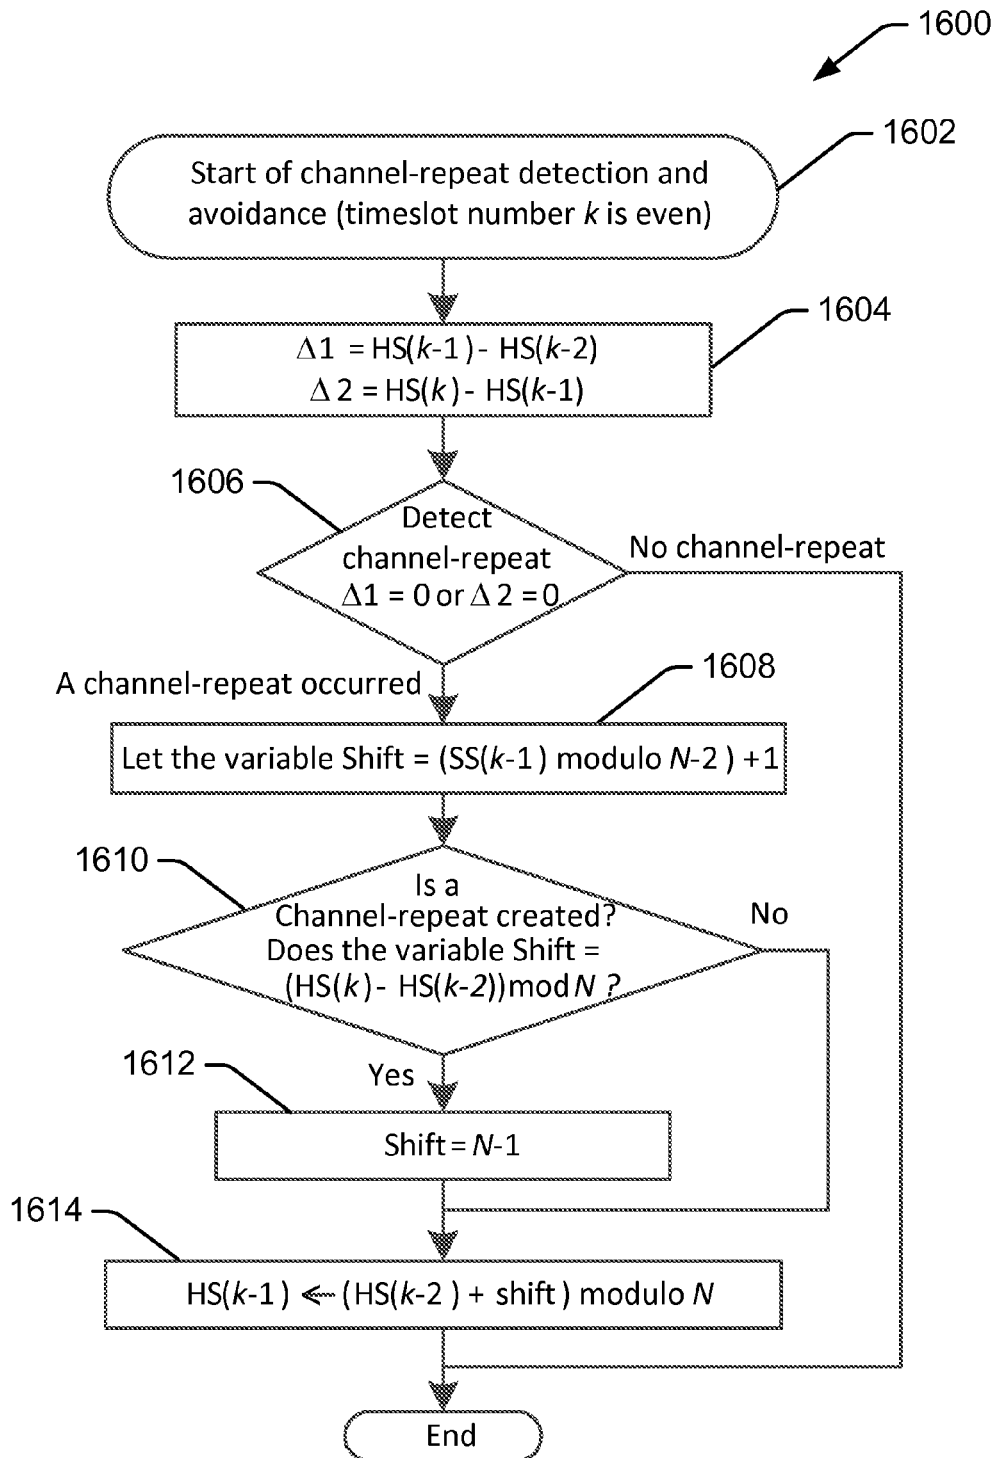 1600
1602
Start of channel-repeat detection and
avoidance (timeslot number k is even)
1604
Δ1 = HS(k-1) - HS(k-2)
Δ 2 = HS(k) - HS(k-1)
1606
Detect
channel-repeat
Δ1 = 0 or Δ 2 = 0
No channel-repeat
A channel-repeat occurred
1608
Let the variable Shift = (SS(k-1) modulo N-2 ) +1
1610
Is a
Channel-repeat created?
Does the variable Shift =
(HS(k) - HS(k-2))mod N ?
No
Yes
1612
Shift = N-1
1614
HS(k-1) ← (HS(k-2 ) + shift ) modulo N
End